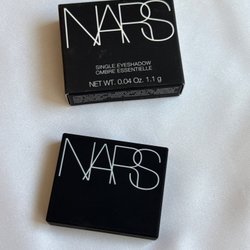 NARS
SINGLE EYESHADOW
OMBRE ESSENTIELLE
NET WT. 0.04 Oz. 1.1 g
NARS